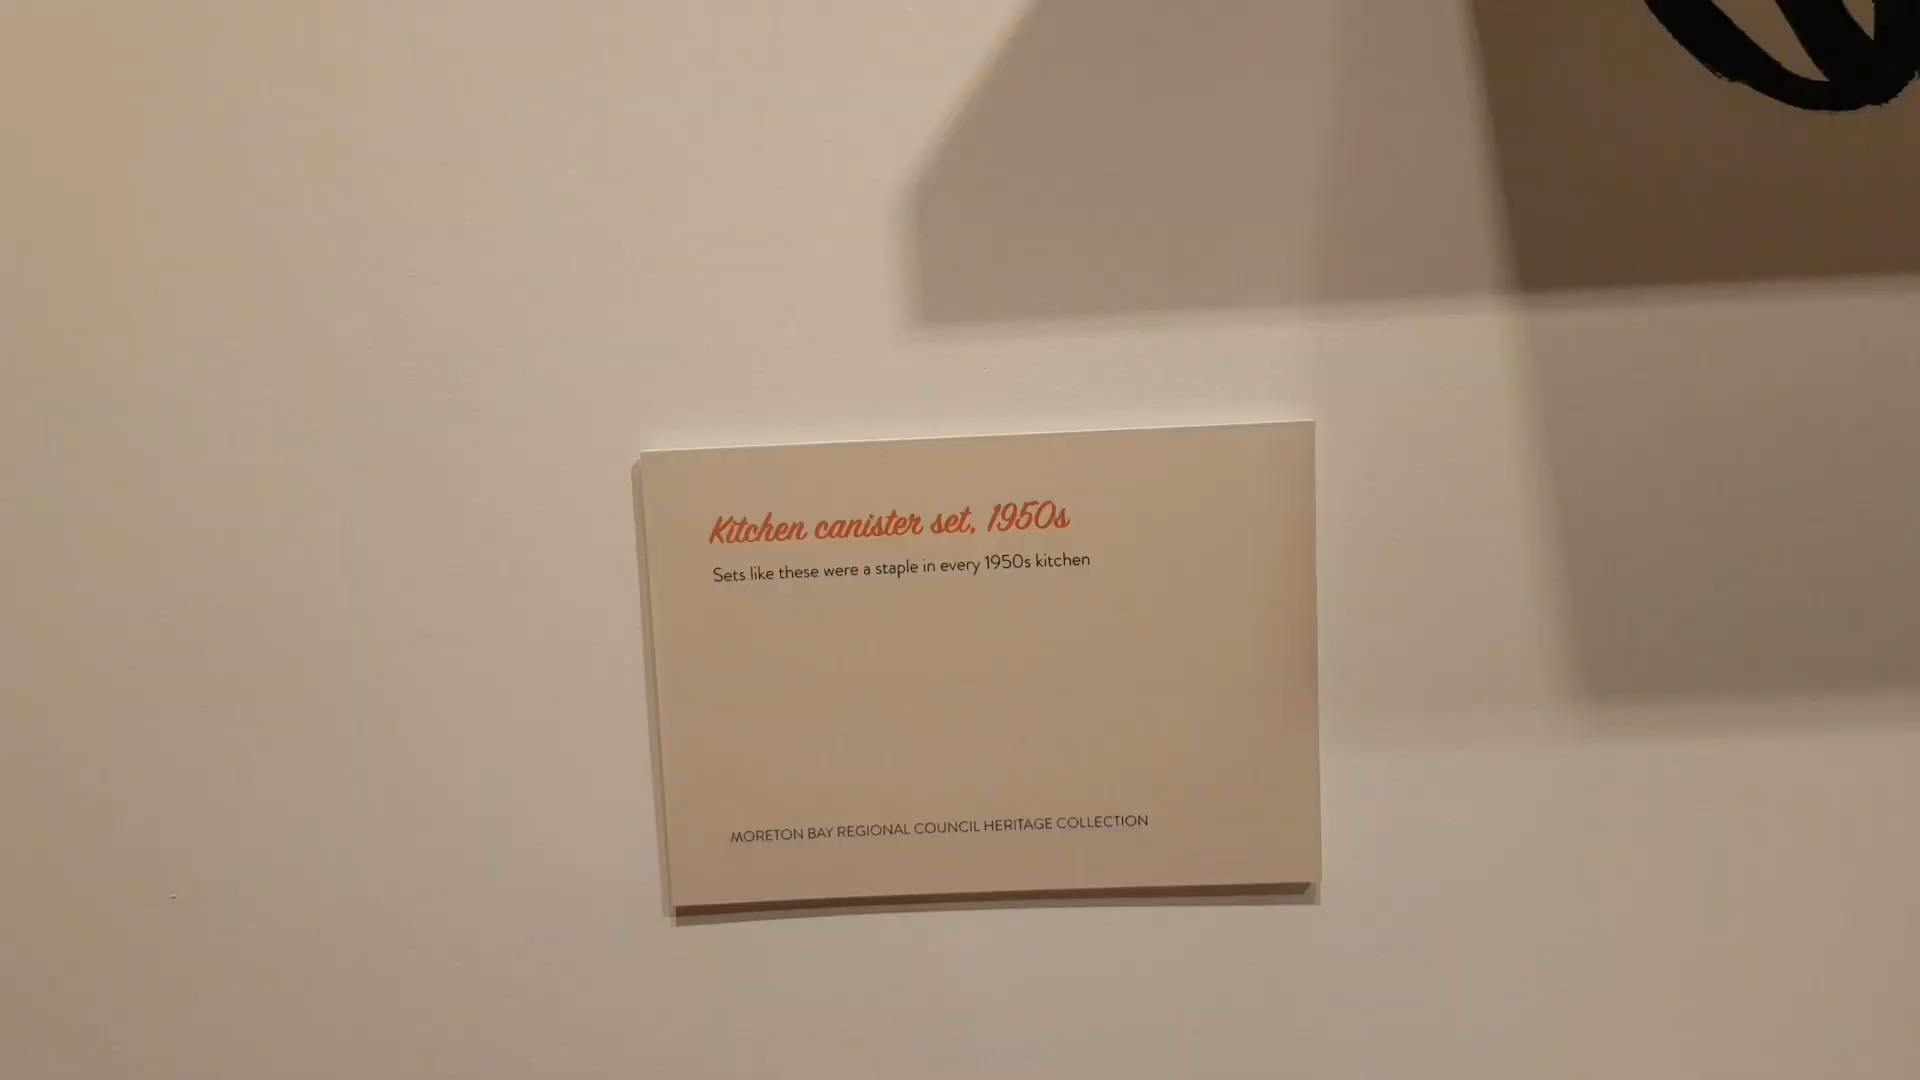 Kitchen canister set, 1950s
Sets like these were a staple in every 1950s kitchen
MORETON BAY REGIONAL COUNCIL HERITAGE COLLECTION